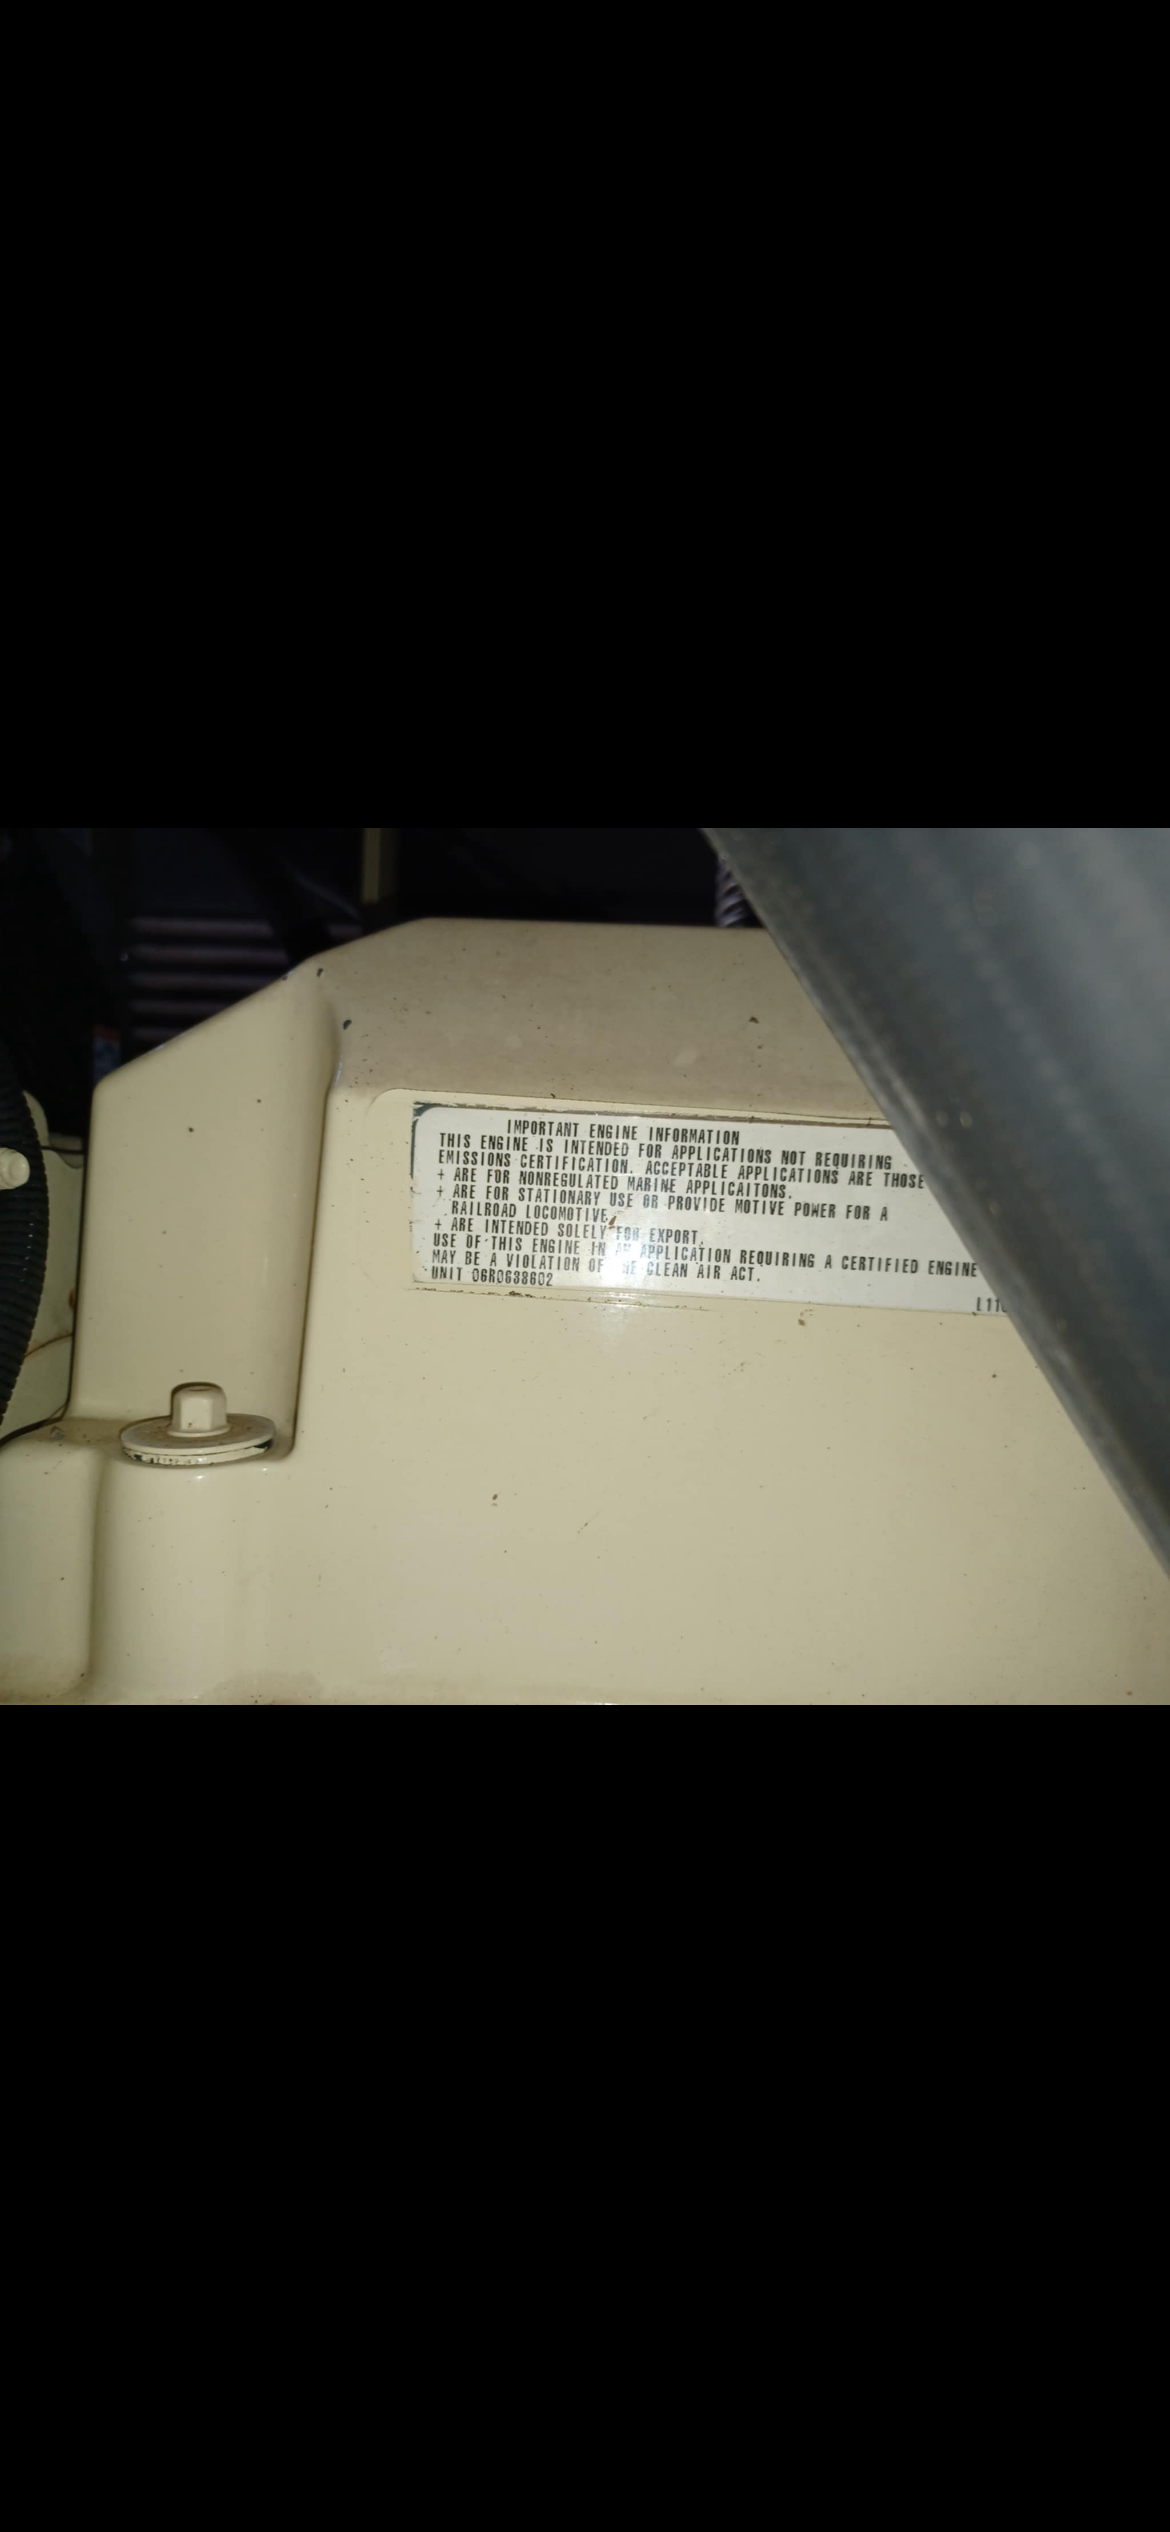 IMPORTANT ENGINE INFORMATION
THIS ENGINE IS INTENDED FOR APPLICATIONS NOT REQUIRING
EMISSIONS CERTIFICATION. ACCEPTABLE APPLICATIONS ARE THOSE
+ ARE FOR NONREGULATED MARINE APPLICAITONS.
+ ARE FOR STATIONARY USE OR PROVIDE MOTIVE POWER FOR A
RAILROAD LOCOMOTIVE.
+ ARE INTENDED SOLELY FOR EXPORT.
USE OF THIS ENGINE IN AN APPLICATION REQUIRING A CERTIFIED ENGINE
MAY BE A VIOLATION OF THE CLEAN AIR ACT.
UNIT 06R0638602